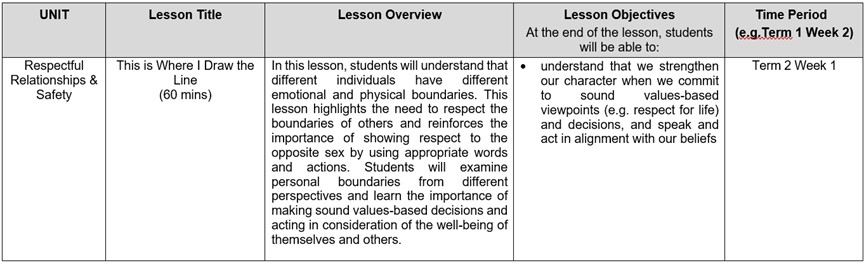 UNIT
Lesson Title
Lesson Overview
Lesson Objectives
At the end of the lesson, students
will be able to:
Time Period
(e.g.Term 1 Week 2)
Respectful
Relationships &
Safety
This is Where I Draw the
Line
(60 mins)
In this lesson, students will understand that
different individuals have different
emotional and physical boundaries. This
lesson highlights the need to respect the
boundaries of others and reinforces the
importance of showing respect to the
opposite sex by using appropriate words
and actions. Students will examine
personal boundaries from different
perspectives and learn the importance of
making sound values-based decisions and
acting in consideration of the well-being of
themselves and others.
• understand that we strengthen
our character when we commit
to sound values-based
viewpoints (e.g. respect for life)
and decisions, and speak and
act in alignment with our beliefs
Term 2 Week 1